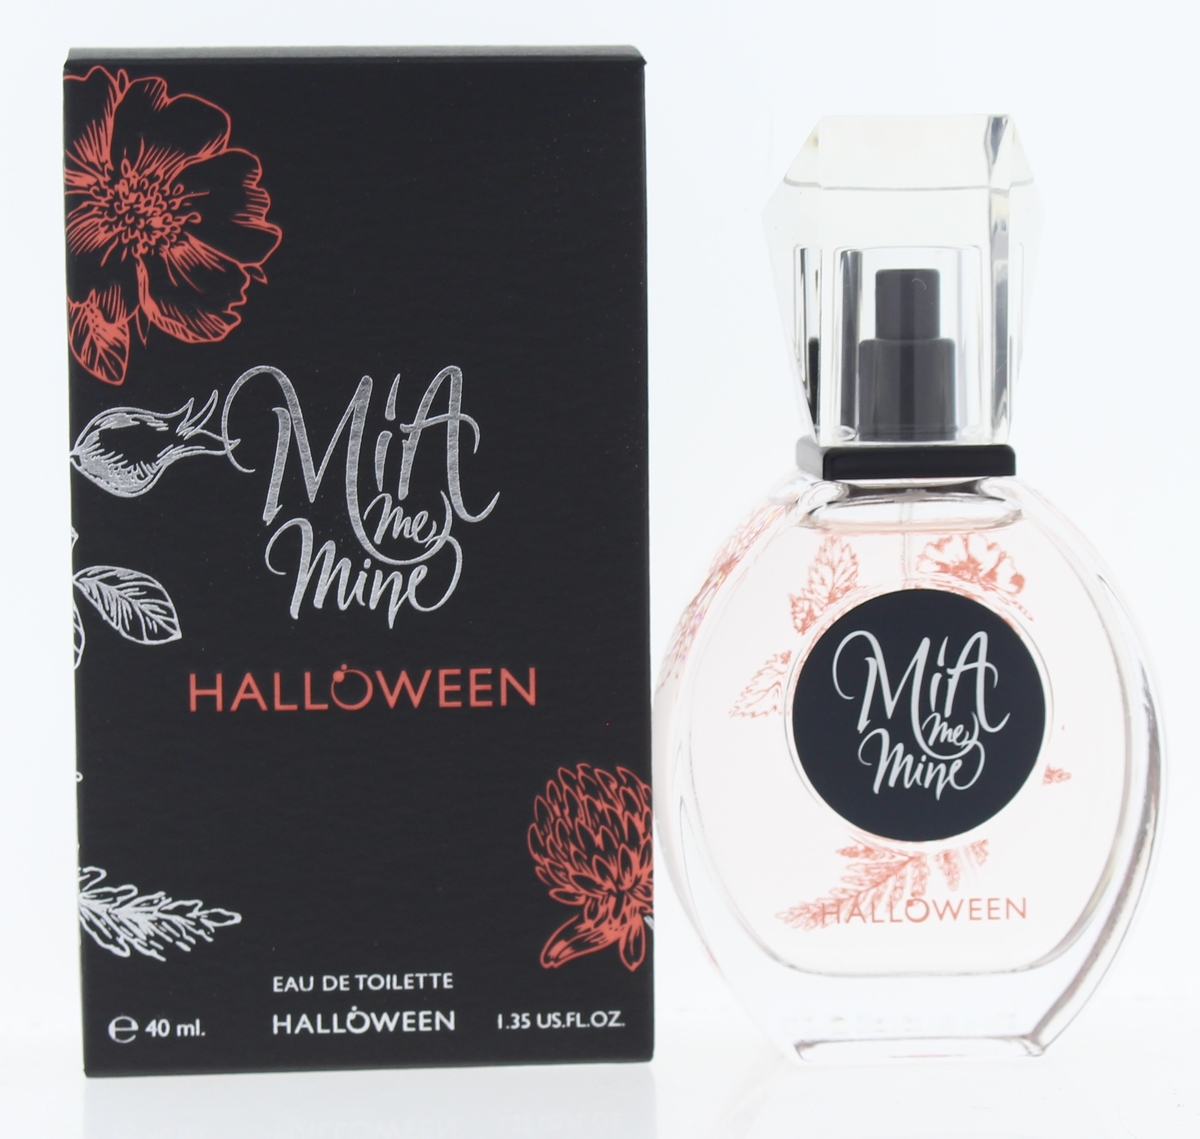 MiA
me,
mine
HALLOWEEN
EAU DE TOILETTE
e 40 ml. HALLOWEEN 1.35 US.FL.OZ.
MiA
me,
mine
HALLOWEEN